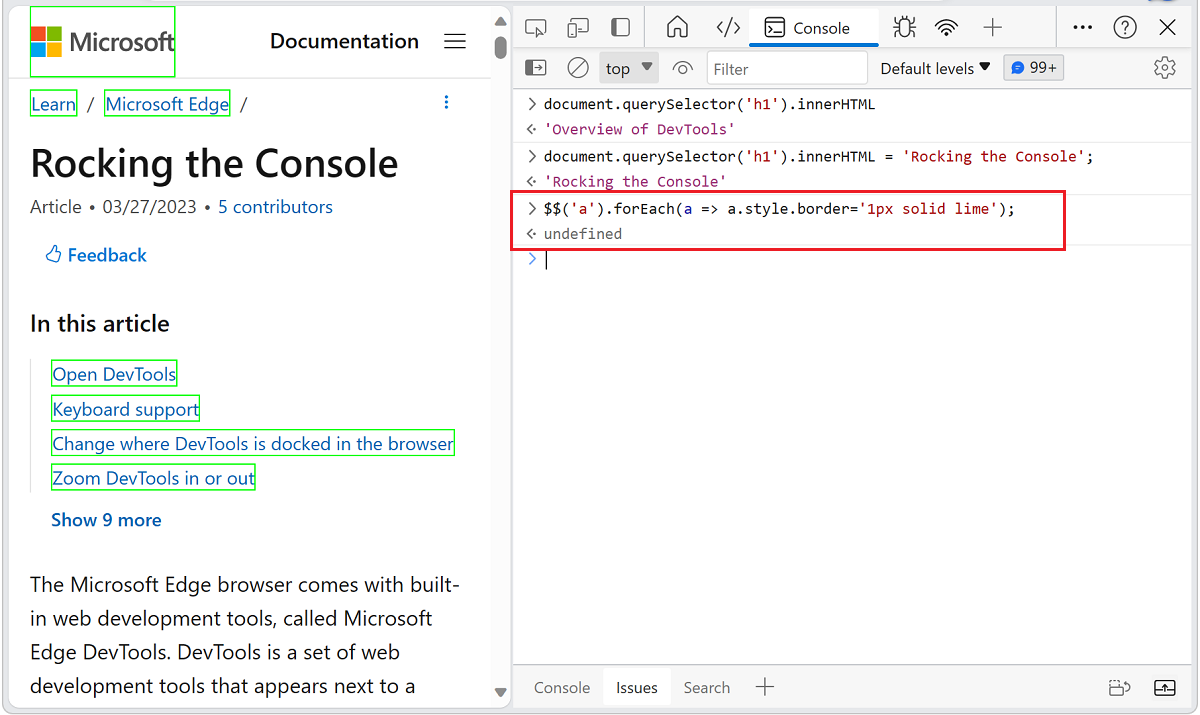 Microsoft
Documentation
Learn / Microsoft Edge /
Rocking the Console
Article • 03/27/2023 • 5 contributors
Feedback
In this article
Open DevTools
Keyboard support
Change where DevTools is docked in the browser
Zoom DevTools in or out
Show 9 more
The Microsoft Edge browser comes with built-
in web development tools, called Microsoft
Edge DevTools. DevTools is a set of web
development tools that appears next to a
Console
top
Filter
Default levels
99+
document.querySelector('h1').innerHTML
'Overview of DevTools'
document.querySelector('h1').innerHTML = 'Rocking the Console';
'Rocking the Console'
$$('a').forEach(a => a.style.border='1px solid lime');
undefined
Console
Issues
Search